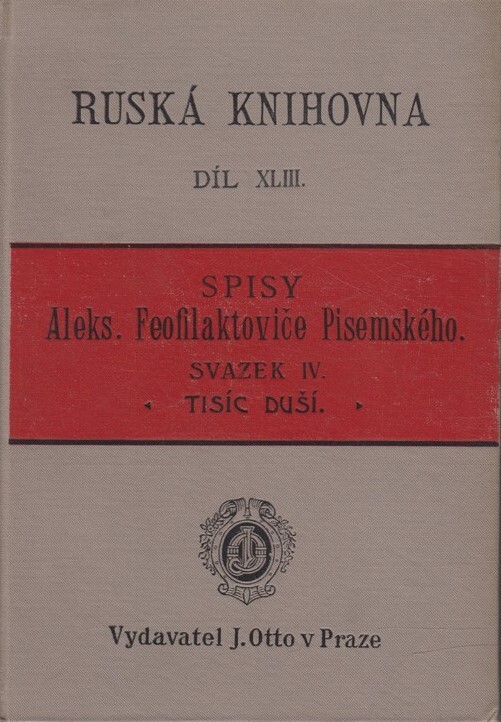 RUSKÁ KNIHOVNA
DÍL XLIII.
SPISY
Aleks. Feofilaktoviče Pisemského.
SVAZEK IV.
TISÍC DUŠÍ.
Vydavatel J. Otto v Praze